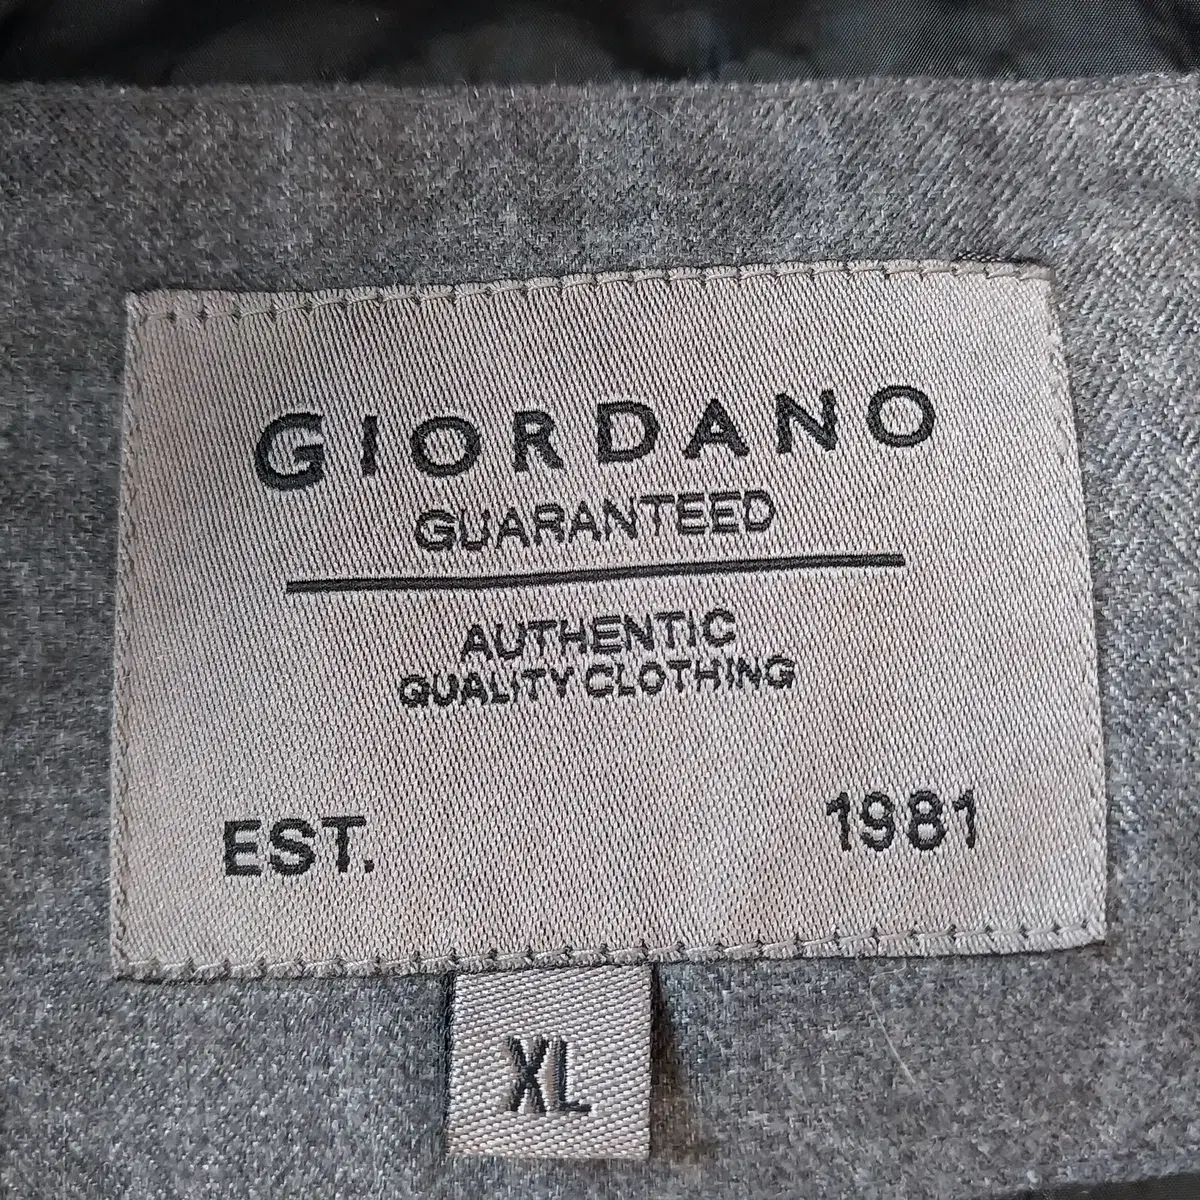 GIORDANO
GUARANTEED
AUTHENTIC
QUALITY CLOTHING
EST. 1981
XL